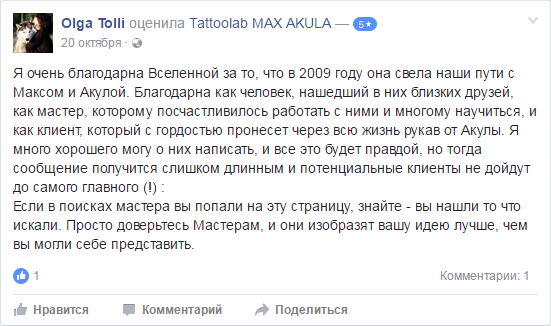 Olga Tolli оценила Tattoolab MAX AKULA — 5★
20 октября ·
Я очень благодарна Вселенной за то, что в 2009 году она свела наши пути с
Максом и Акулой. Благодарна как человек, нашедший в них близких друзей,
как мастер, которому посчастливилось работать с ними и многому научиться, и
как клиент, который с гордостью пронесет через всю жизнь рукав от Акулы. Я
много хорошего могу о них написать, и все это будет правдой, но тогда
сообщение получится слишком длинным и потенциальные клиенты не дойдут
до самого главного (!) :
Если в поисках мастера вы попали на эту страницу, знайте - вы нашли то что
искали. Просто доверьтесь Мастерам, и они изобразят вашу идею лучше, чем
вы могли себе представить.
1 Комментарии: 1
Нравится Комментарий Поделиться